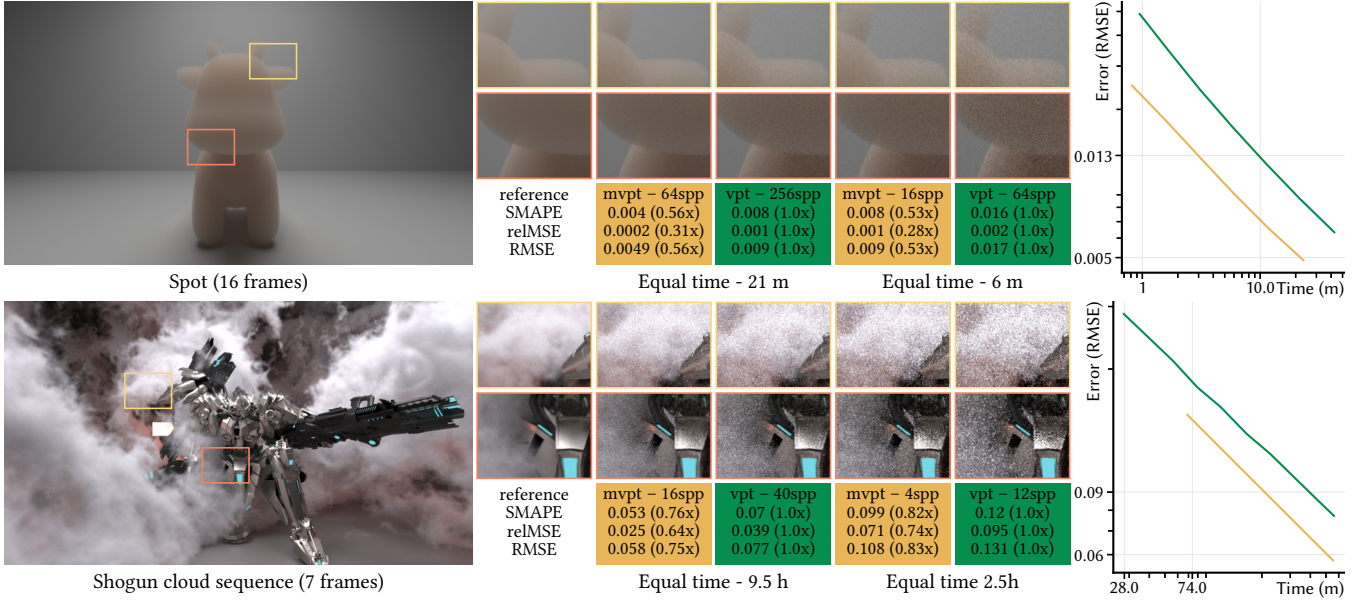 reference
mvpt – 64spp
vpt – 256spp
mvpt – 16spp
vpt – 64spp
SMAPE
0.004 (0.56x)
0.008 (1.0x)
0.008 (0.53x)
0.016 (1.0x)
relMSE
0.0002 (0.31x)
0.001 (1.0x)
0.001 (0.28x)
0.002 (1.0x)
RMSE
0.0049 (0.56x)
0.009 (1.0x)
0.009 (0.53x)
0.017 (1.0x)
Spot (16 frames)
Equal time - 21 m
Equal time - 6 m
Error (RMSE)
0.013
0.005
1
10.0
Time (m)
reference
mvpt – 16spp
vpt – 40spp
mvpt – 4spp
vpt – 12spp
SMAPE
0.053 (0.76x)
0.07 (1.0x)
0.099 (0.82x)
0.12 (1.0x)
relMSE
0.025 (0.64x)
0.039 (1.0x)
0.071 (0.74x)
0.095 (1.0x)
RMSE
0.058 (0.75x)
0.077 (1.0x)
0.108 (0.83x)
0.131 (1.0x)
Shogun cloud sequence (7 frames)
Equal time - 9.5 h
Equal time 2.5h
Error (RMSE)
0.09
0.06
28.0
74.0
Time (m)